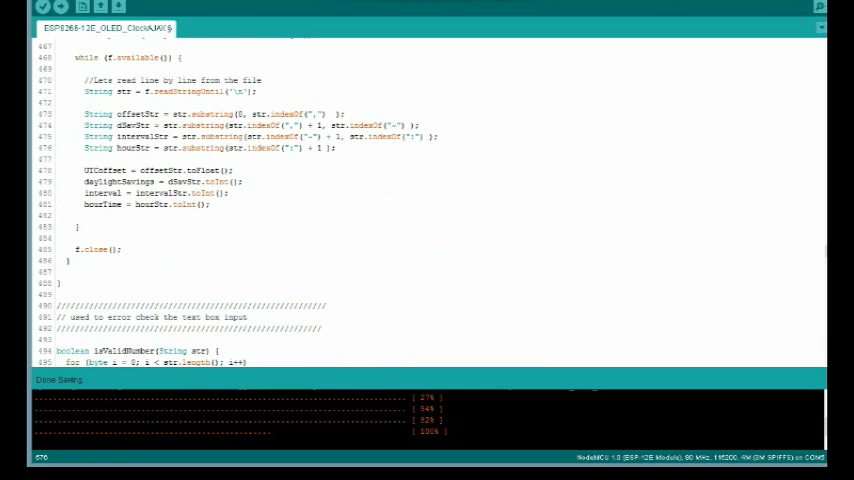 ESP8266-12E_OLED_ClockAJAX §
467
468 while (f.available()) {
469
470 //Lets read line by line from the file
471 String str = f.readStringUntil('\n');
472
473 String offsetStr = str.substring(0, str.indexOf(",") );
474 String dSavStr = str.substring(str.indexOf(",") + 1, str.indexOf("~") );
475 String intervalStr = str.substring(str.indexOf("~") + 1, str.indexOf(":") );
476 String hourStr = str.substring(str.indexOf(":") + 1 );
477
478 UTCoffset = offsetStr.toFloat();
479 daylightSavings = dSavStr.toInt();
480 interval = intervalStr.toInt();
481 hourTime = hourStr.toInt();
482
483 }
484
485 f.close();
486 }
487
488 }
489
490 ////////////////////////////////////////////////////////////
491 // used to error check the text box input
492 ///////////////////////////////////////////////////////////
493
494 boolean isValidNumber(String str) {
495 for (byte i = 0; i < str.length(); i++)
Done Saving.
................................................................................ [ 27% ]
................................................................................ [ 54% ]
................................................................................ [ 82% ]
................................................... [ 100% ]
676
NodeMCU 1.0 (ESP-12E Module), 80 MHz, 115200, 4M (3M SPIFFS) on COM5